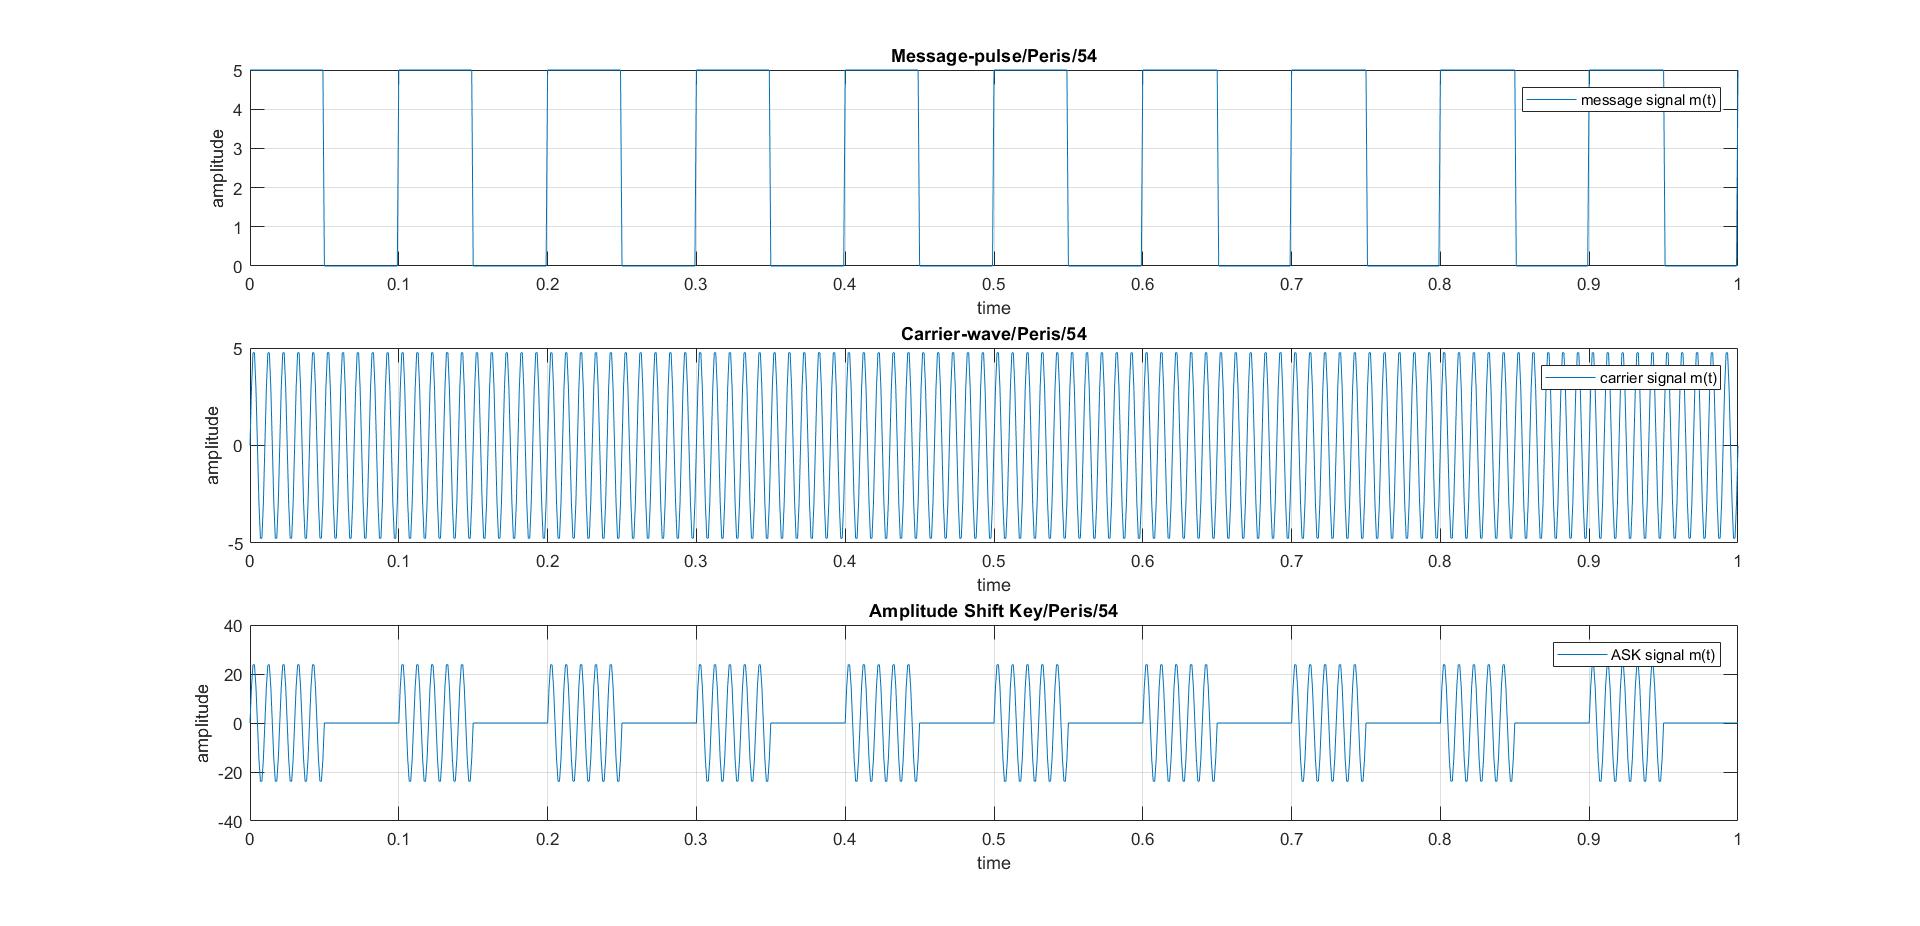 Message-pulse/Peris/54
5
4
3
2
1
0
amplitude
message signal m(t)
0 0.1 0.2 0.3 0.4 0.5 0.6 0.7 0.8 0.9 1
time
Carrier-wave/Peris/54
5
0
-5
amplitude
carrier signal m(t)
0 0.1 0.2 0.3 0.4 0.5 0.6 0.7 0.8 0.9 1
time
Amplitude Shift Key/Peris/54
40
20
0
-20
-40
amplitude
ASK signal m(t)
0 0.1 0.2 0.3 0.4 0.5 0.6 0.7 0.8 0.9 1
time